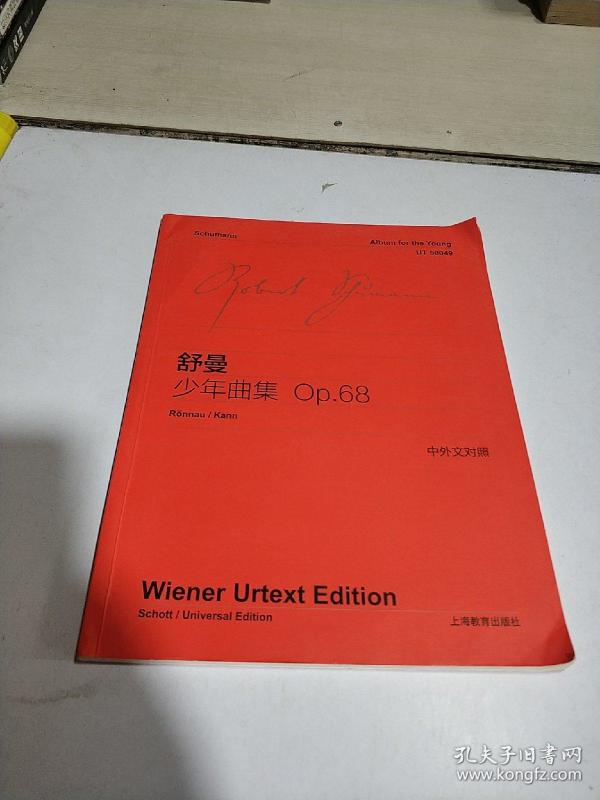 Schumann
Album for the Young
UT 50049
Robert Schumann
舒曼
少年曲集 Op.68
Rönnau / Kann
中外文对照
Wiener Urtext Edition
Schott / Universal Edition
上海教育出版社
孔夫子旧书网
www.kongfz.com